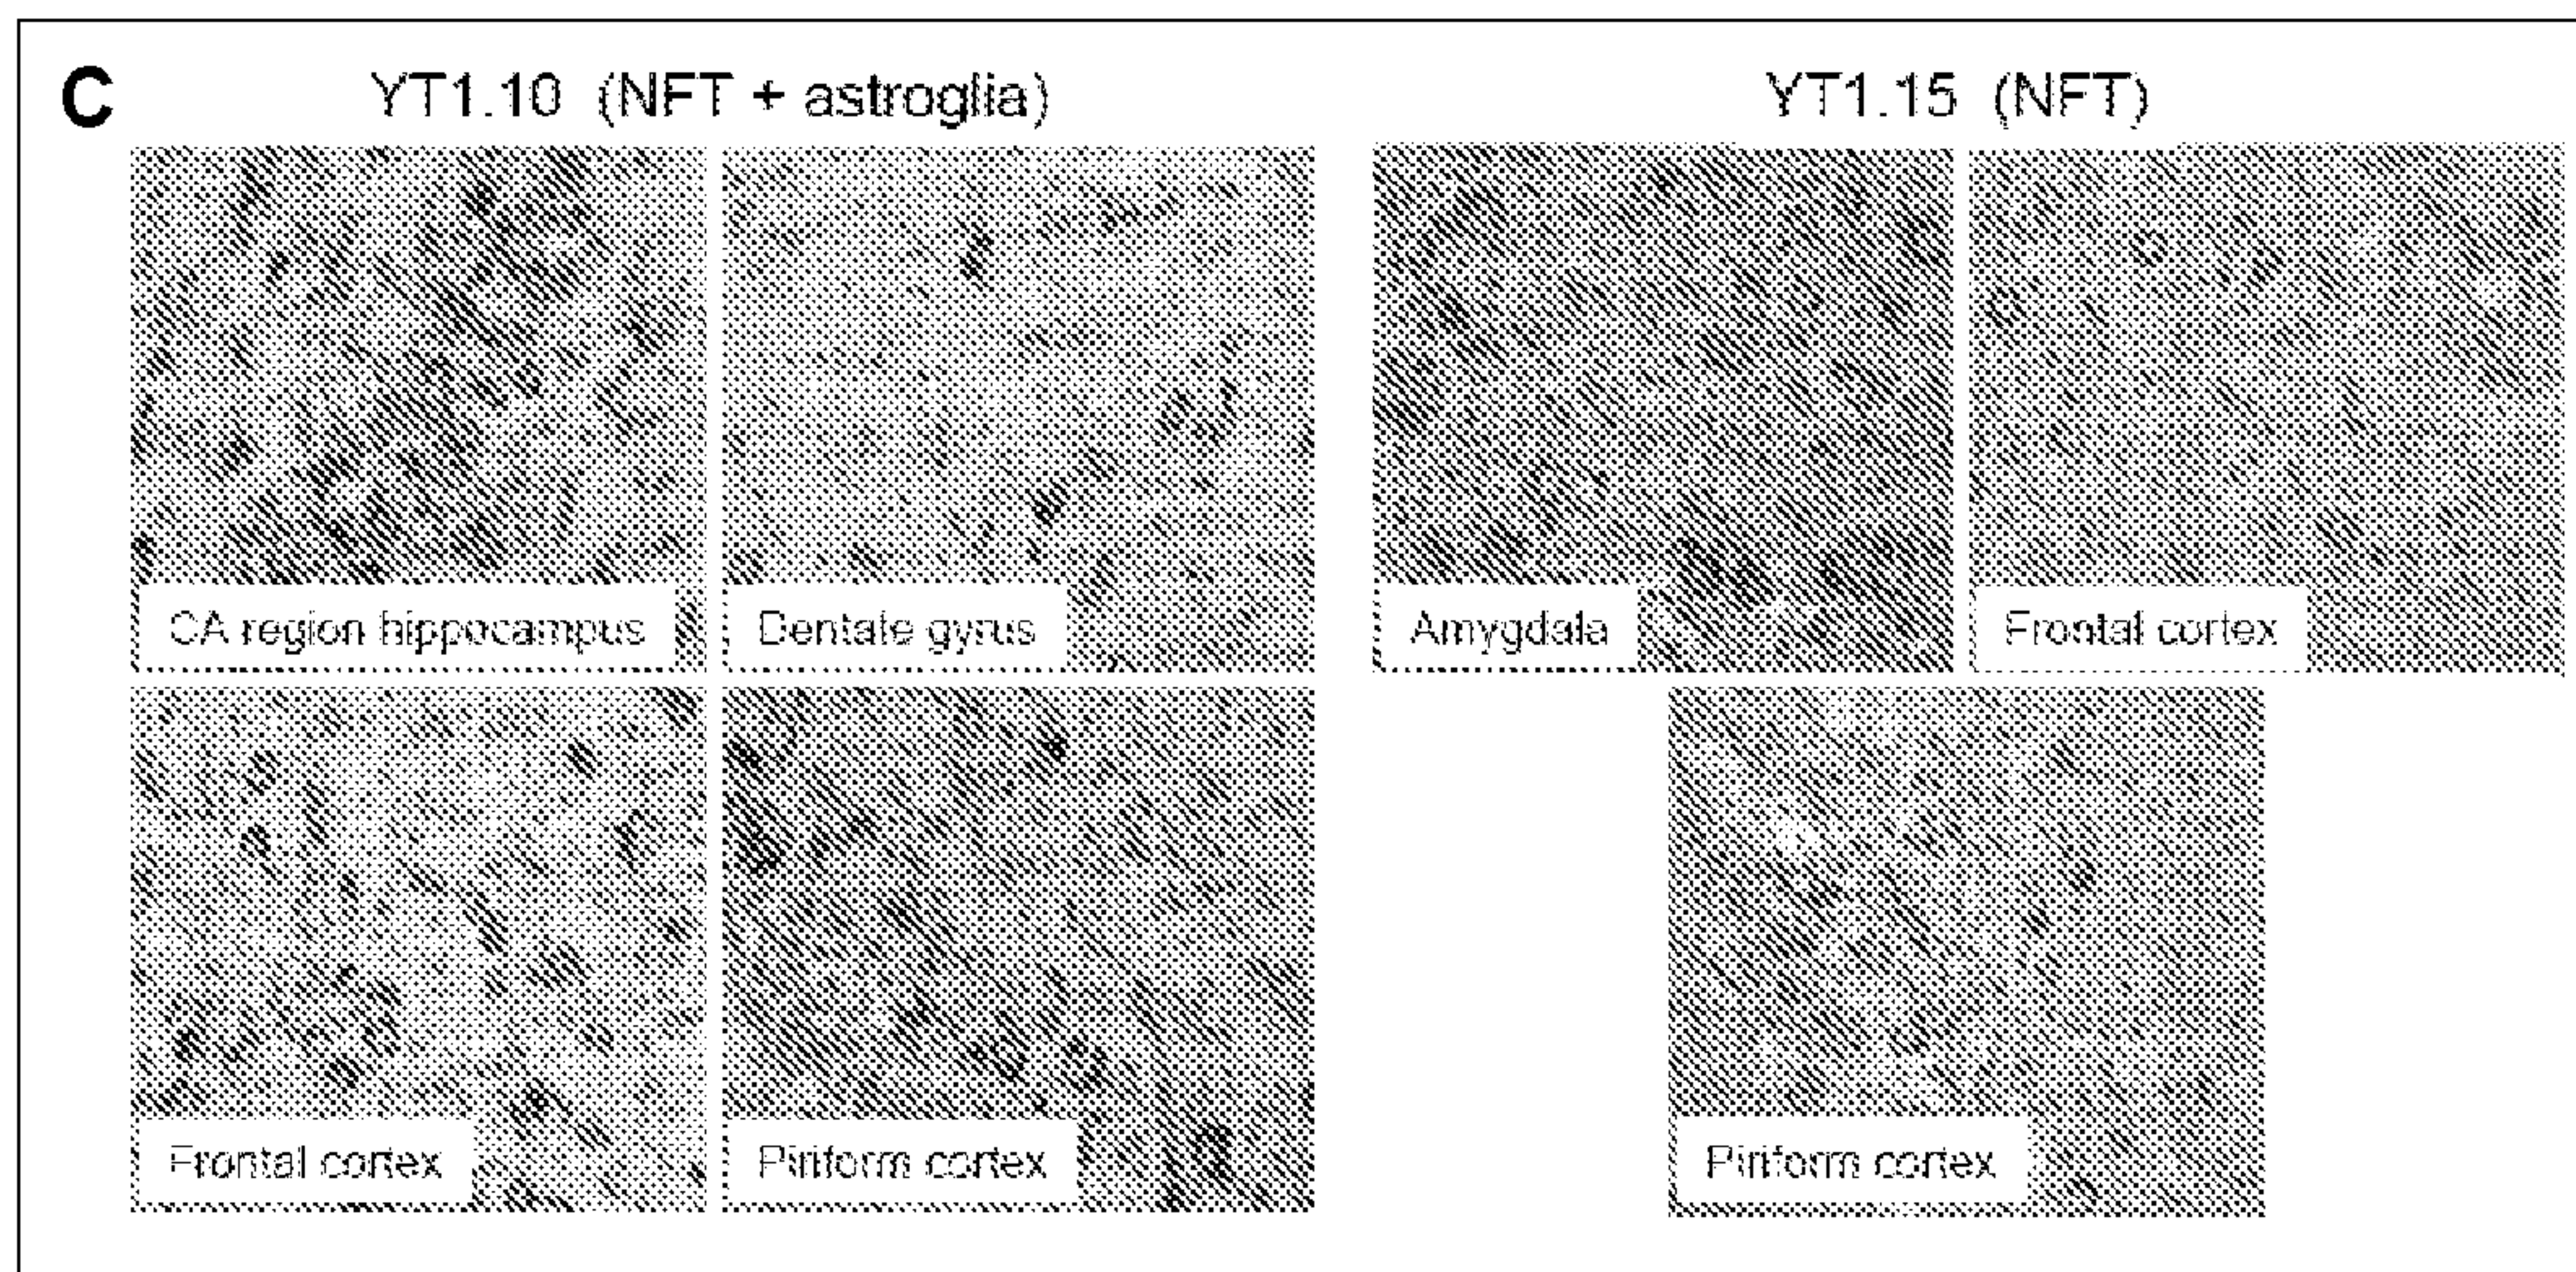 C
YT1.10 (NFT + astroglia)
YT1.15 (NFT)
CA region hippocampus
Dentate gyrus
Amygdala
Frontal cortex
Frontal cortex
Piriform cortex
Piriform cortex